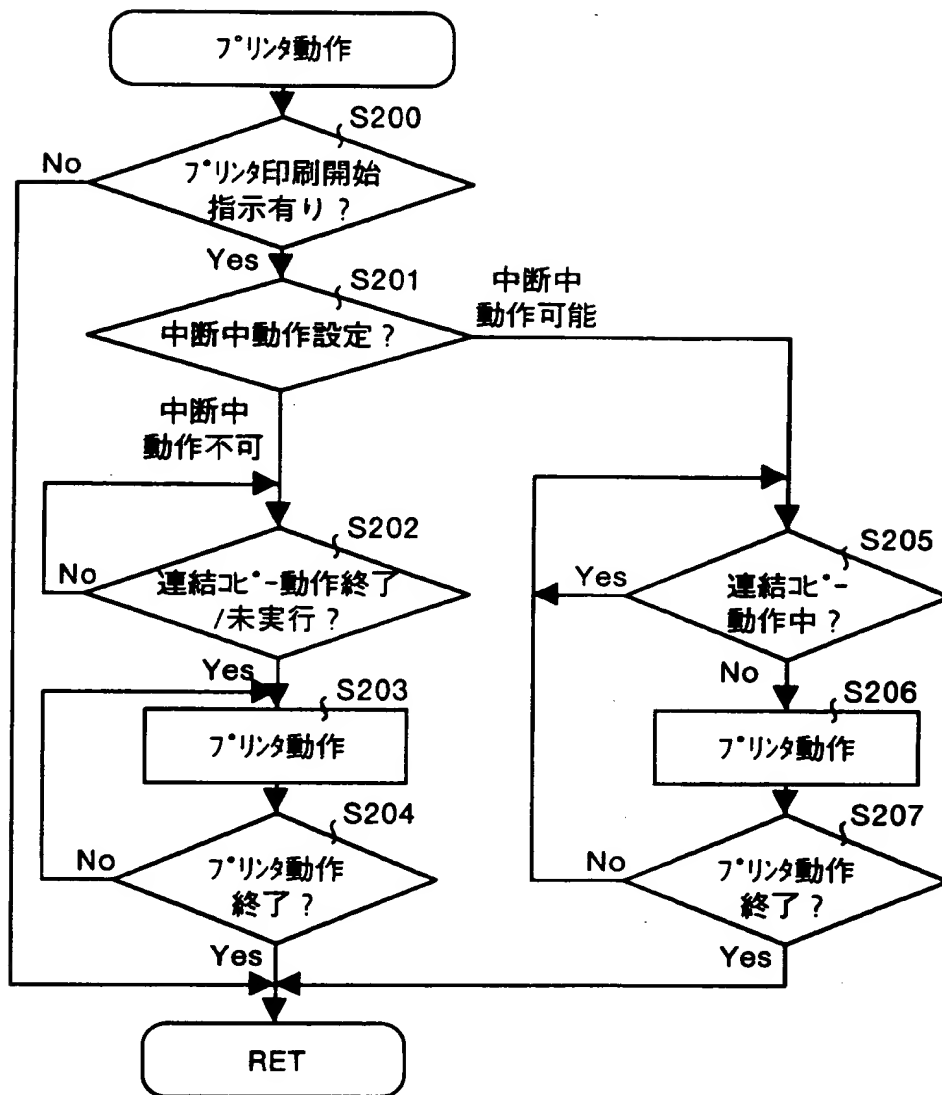 プリンタ動作
S200
No
プリンタ印刷開始
指示有り？
Yes
S201
中断中
動作可能
中断中動作設定？
中断中
動作不可
S202
No
連結コピー動作終了
/未実行？
Yes
S205
Yes
連結コピー
動作中？
No
S203
プリンタ動作
S206
プリンタ動作
S204
No
プリンタ動作
終了？
Yes
S207
No
プリンタ動作
終了？
Yes
RET